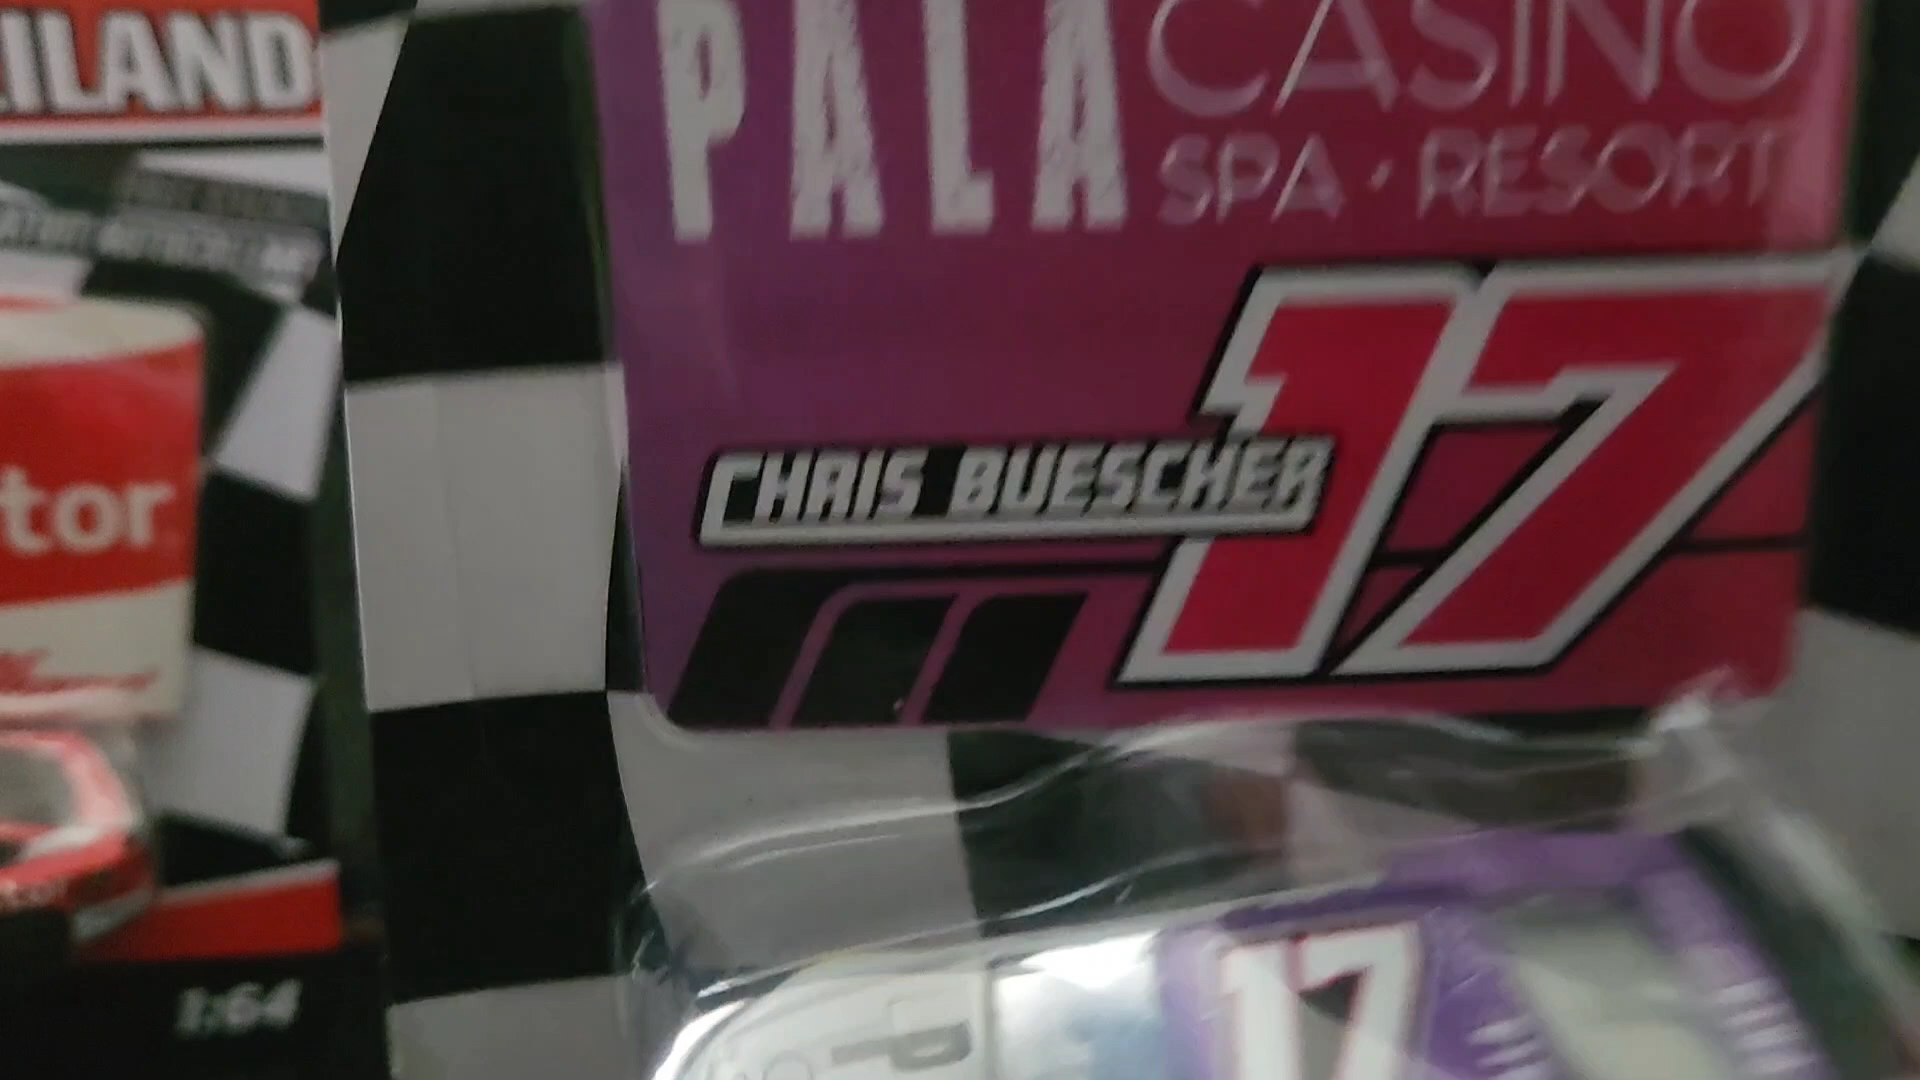 ILAND
tor
1:64
PALA CASINO
SPA · RESORT
17
CHRIS BUESCHER
17
P